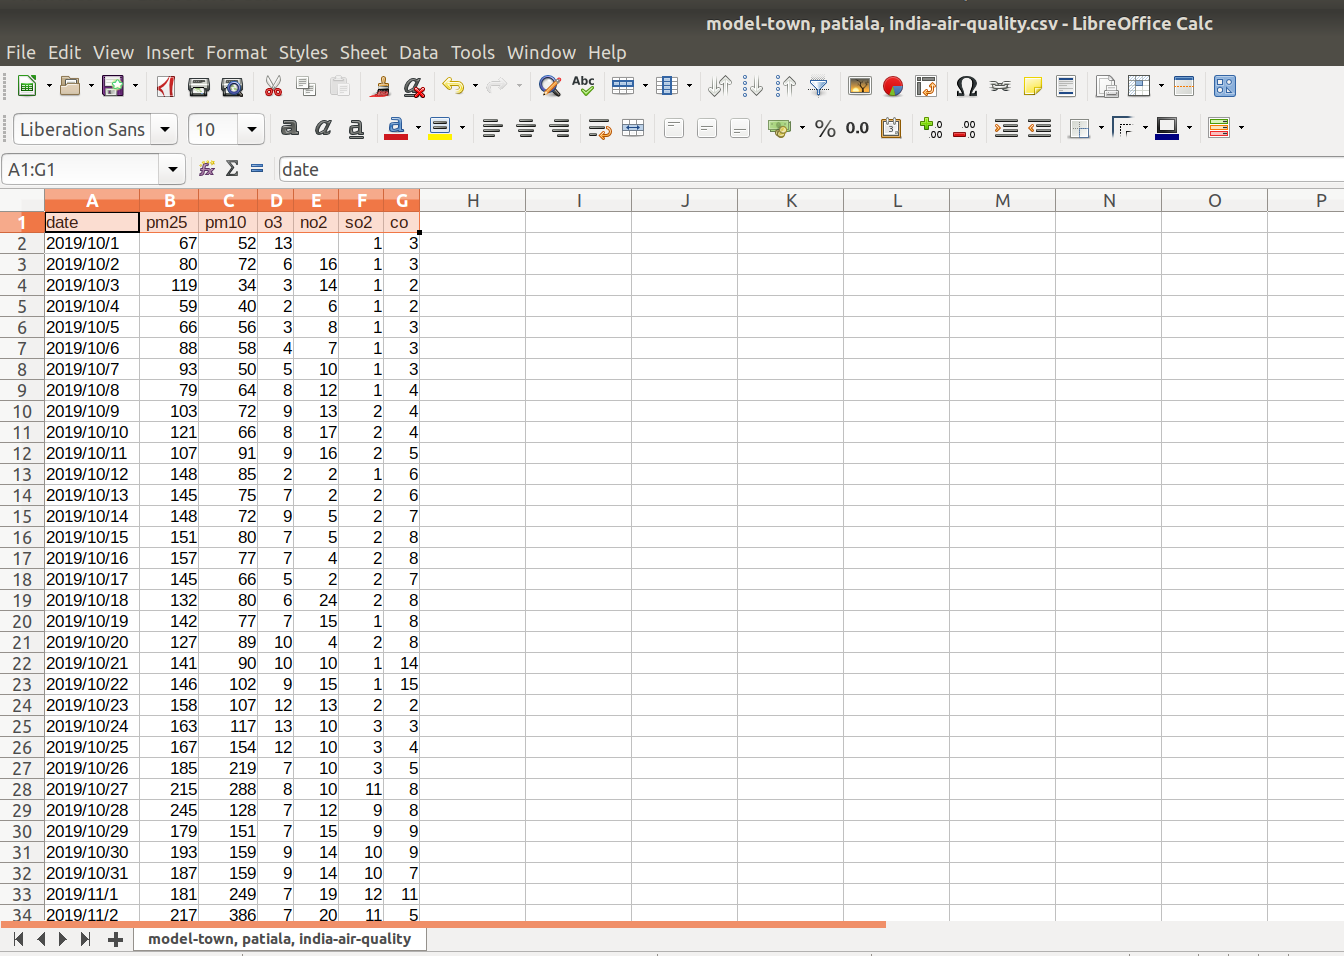 model-town, patiala, india-air-quality.csv - LibreOffice Calc
File Edit View Insert Format Styles Sheet Data Tools Window Help
Abc
Liberation Sans 10 a a a a % 0.0 3 .00 .00
A1:G1 fx Σ = date
A B C D E F G H I J K L M N O P
1 date pm25 pm10 o3 no2 so2 co
2 2019/10/1 67 52 13 1 3
3 2019/10/2 80 72 6 16 1 3
4 2019/10/3 119 34 3 14 1 2
5 2019/10/4 59 40 2 6 1 2
6 2019/10/5 66 56 3 8 1 3
7 2019/10/6 88 58 4 7 1 3
8 2019/10/7 93 50 5 10 1 3
9 2019/10/8 79 64 8 12 1 4
10 2019/10/9 103 72 9 13 2 4
11 2019/10/10 121 66 8 17 2 4
12 2019/10/11 107 91 9 16 2 5
13 2019/10/12 148 85 2 2 1 6
14 2019/10/13 145 75 7 2 2 6
15 2019/10/14 148 72 9 5 2 7
16 2019/10/15 151 80 7 5 2 8
17 2019/10/16 157 77 7 4 2 8
18 2019/10/17 145 66 5 2 2 7
19 2019/10/18 132 80 6 24 2 8
20 2019/10/19 142 77 7 15 1 8
21 2019/10/20 127 89 10 4 2 8
22 2019/10/21 141 90 10 10 1 14
23 2019/10/22 146 102 9 15 1 15
24 2019/10/23 158 107 12 13 2 2
25 2019/10/24 163 117 13 10 3 3
26 2019/10/25 167 154 12 10 3 4
27 2019/10/26 185 219 7 10 3 5
28 2019/10/27 215 288 8 10 11 8
29 2019/10/28 245 128 7 12 9 8
30 2019/10/29 179 151 7 15 9 9
31 2019/10/30 193 159 9 14 10 9
32 2019/10/31 187 159 9 14 10 7
33 2019/11/1 181 249 7 19 12 11
34 2019/11/2 217 386 7 20 11 5
model-town, patiala, india-air-quality